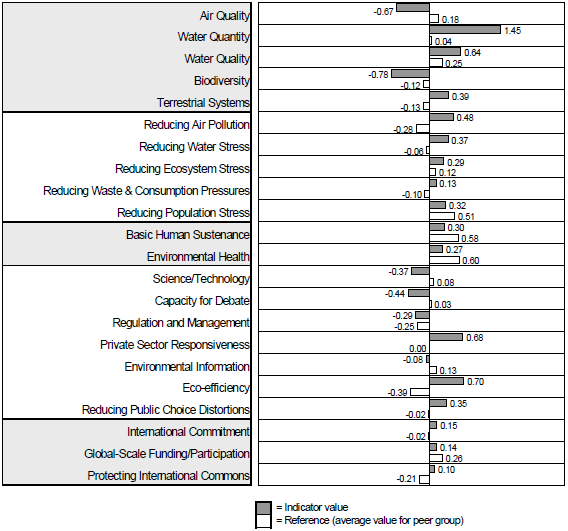 Air Quality -0.67 0.18
Water Quantity 1.45 0.04
Water Quality 0.64 0.25
Biodiversity -0.78 -0.12
Terrestrial Systems 0.39 -0.13
Reducing Air Pollution 0.48 -0.28
Reducing Water Stress 0.37 -0.06
Reducing Ecosystem Stress 0.29 0.12
Reducing Waste & Consumption Pressures 0.13 -0.10
Reducing Population Stress 0.32 0.51
Basic Human Sustenance 0.30 0.58
Environmental Health 0.27 0.60
Science/Technology -0.37 0.08
Capacity for Debate -0.44 0.03
Regulation and Management -0.29 -0.25
Private Sector Responsiveness 0.68 0.00
Environmental Information -0.08 0.13
Eco-efficiency 0.70 -0.39
Reducing Public Choice Distortions 0.35 -0.02
International Commitment 0.15 -0.02
Global-Scale Funding/Participation 0.14 0.26
Protecting International Commons 0.10 -0.21
= Indicator value
= Reference (average value for peer group)